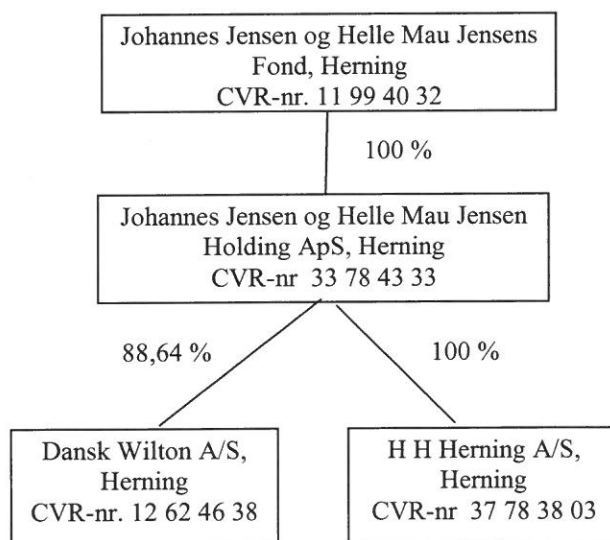 Johannes Jensen og Helle Mau Jensens
Fond, Herning
CVR-nr. 11 99 40 32
100 %
Johannes Jensen og Helle Mau Jensen
Holding ApS, Herning
CVR-nr 33 78 43 33
88,64 %
100 %
Dansk Wilton A/S,
Herning
CVR-nr. 12 62 46 38
H H Herning A/S,
Herning
CVR-nr 37 78 38 03